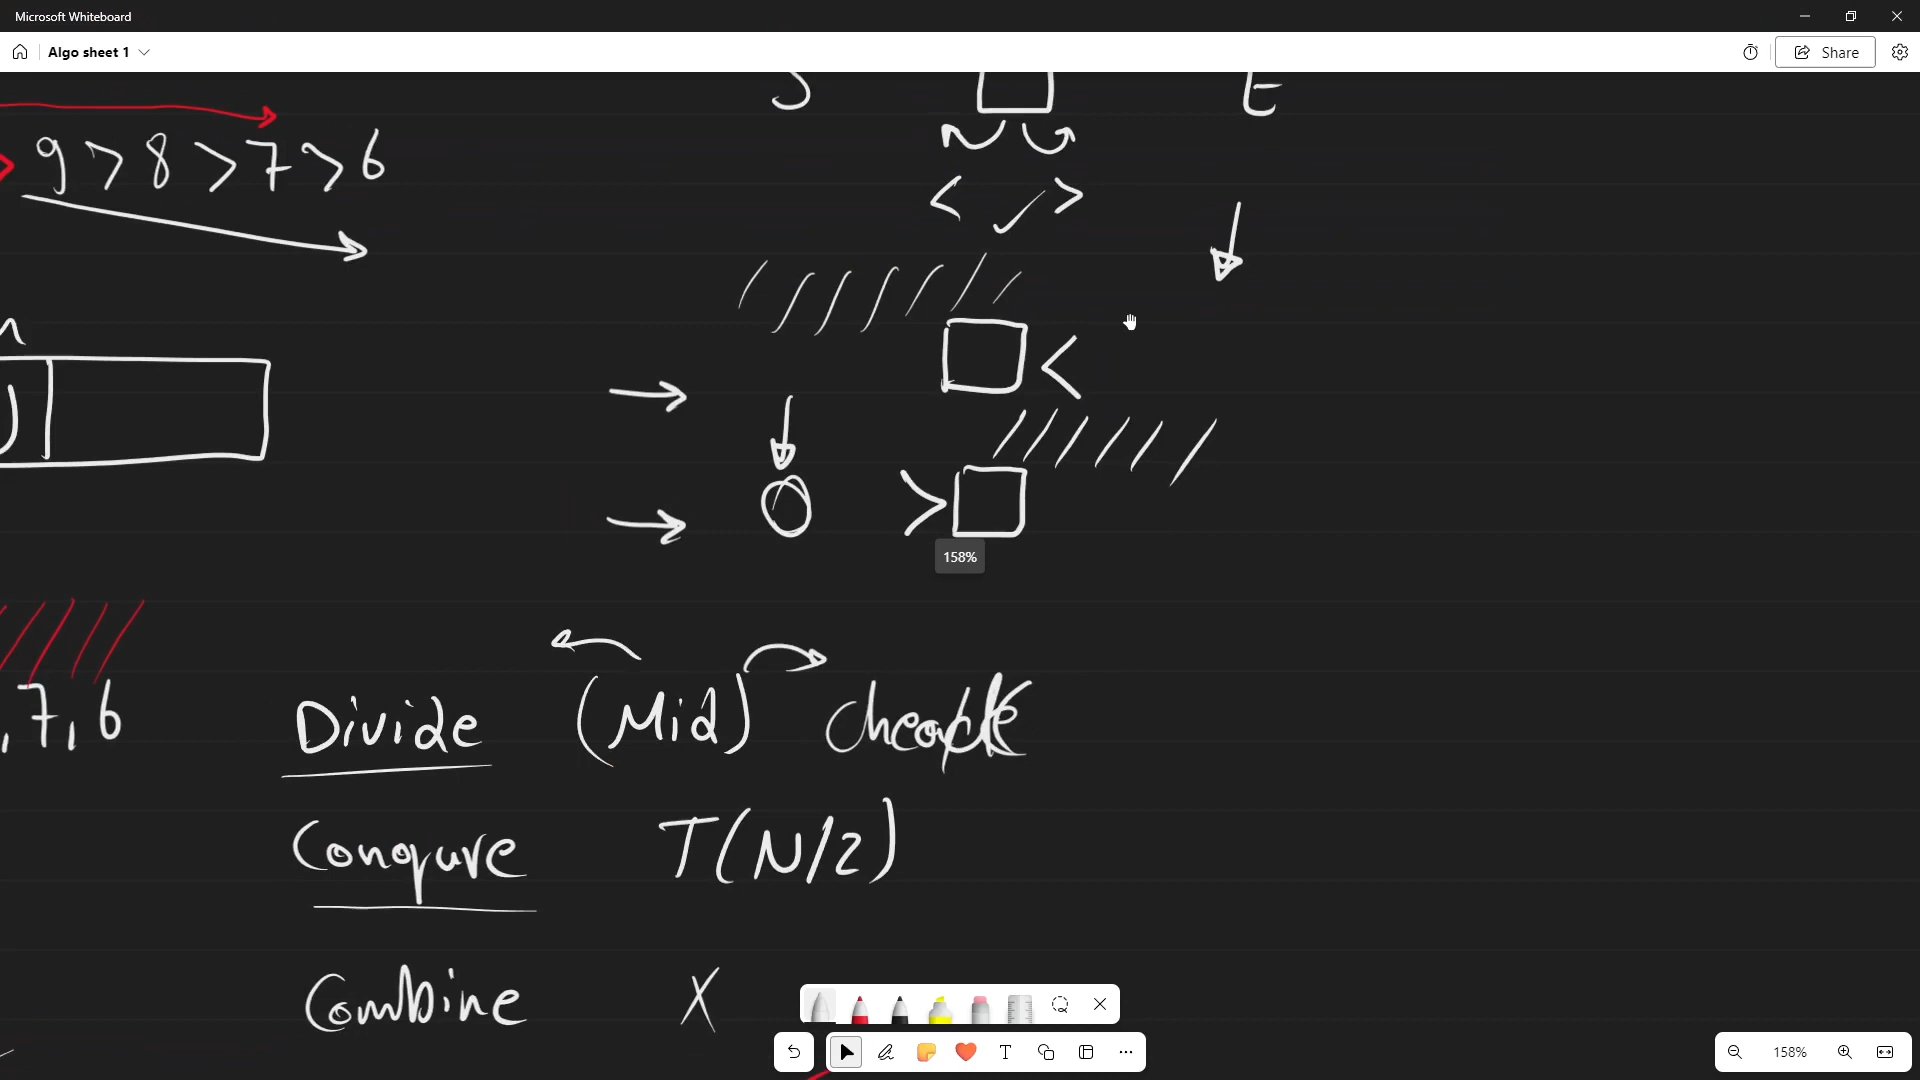 Microsoft Whiteboard
Algo sheet 1
Share
S E
9 > 8 > 7 > 6
< >
<
>
158%
Divide (Mid) check
, 7, 6
Conqure T(N/2)
Combine X
T
158%